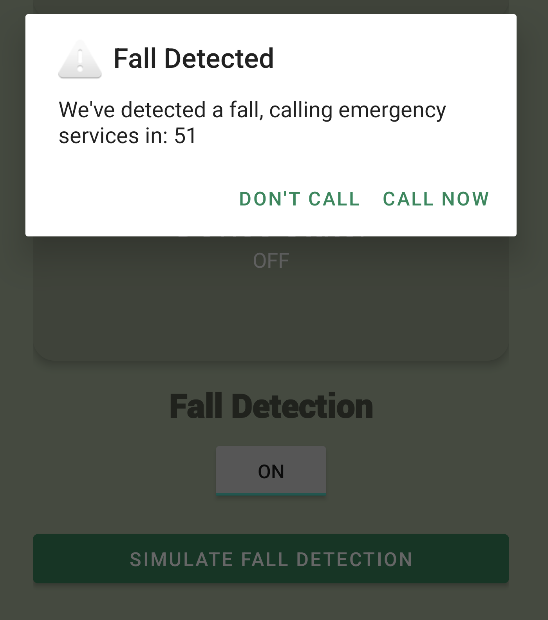 Fall Detected
We've detected a fall, calling emergency
services in: 51
DON'T CALL CALL NOW
OFF
Fall Detection
ON
SIMULATE FALL DETECTION